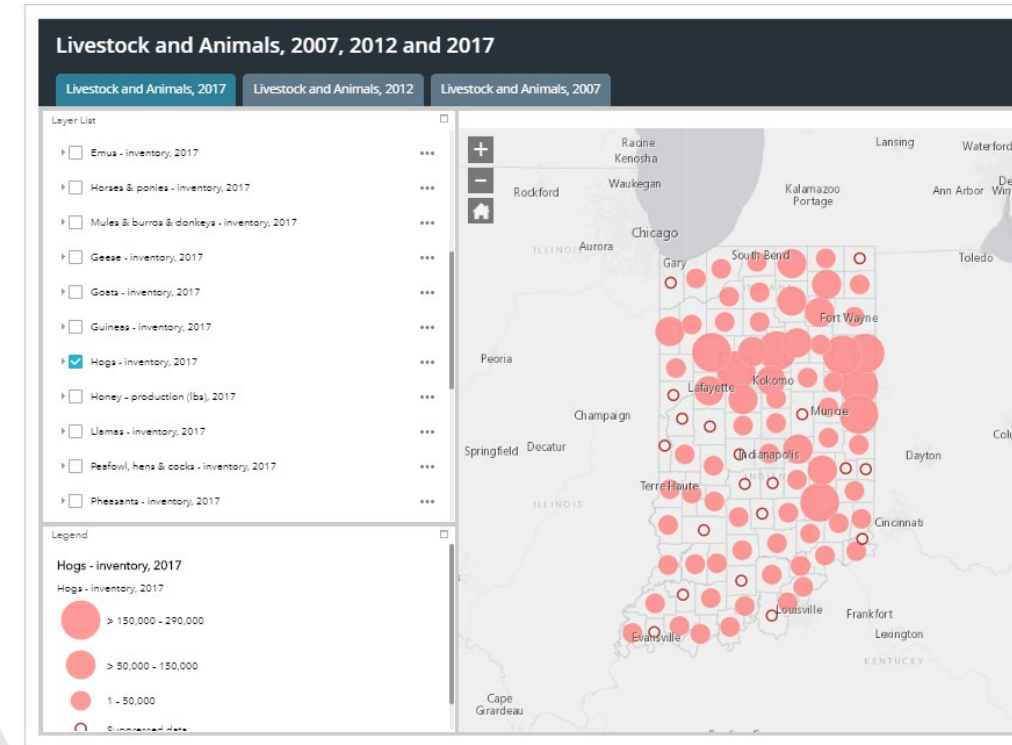 Livestock and Animals, 2007, 2012 and 2017
Livestock and Animals, 2017
Livestock and Animals, 2012
Livestock and Animals, 2007
Layer List
Emus - inventory, 2017
Horses & ponies - inventory, 2017
Mules & burros & donkeys - inventory, 2017
Geese - inventory, 2017
Goats - inventory, 2017
Guineas - inventory, 2017
Hogs - inventory, 2017
Honey - production (lbs), 2017
Llamas - inventory, 2017
Peafowl, hens & cocks - inventory, 2017
Pheasants - inventory, 2017
Legend
Hogs - inventory, 2017
Hogs - inventory, 2017
> 150,000 - 290,000
> 50,000 - 150,000
1 - 50,000
Suppressed data
Racine
Kenosha
Lansing
Waterford
Rockford
Waukegan
Kalamazoo
Portage
Ann Arbor
Chicago
ILLINOIS
Aurora
Gary
South Bend
Toledo
INDIANA
Fort Wayne
Peoria
Lafayette
Kokomo
Champaign
Muncie
Springfield
Decatur
Indianapolis
Dayton
INDIANA
Terre Haute
ILLINOIS
Cincinnati
Louisville
Frankfort
Evansville
Lexington
KENTUCKY
Cape
Girardeau